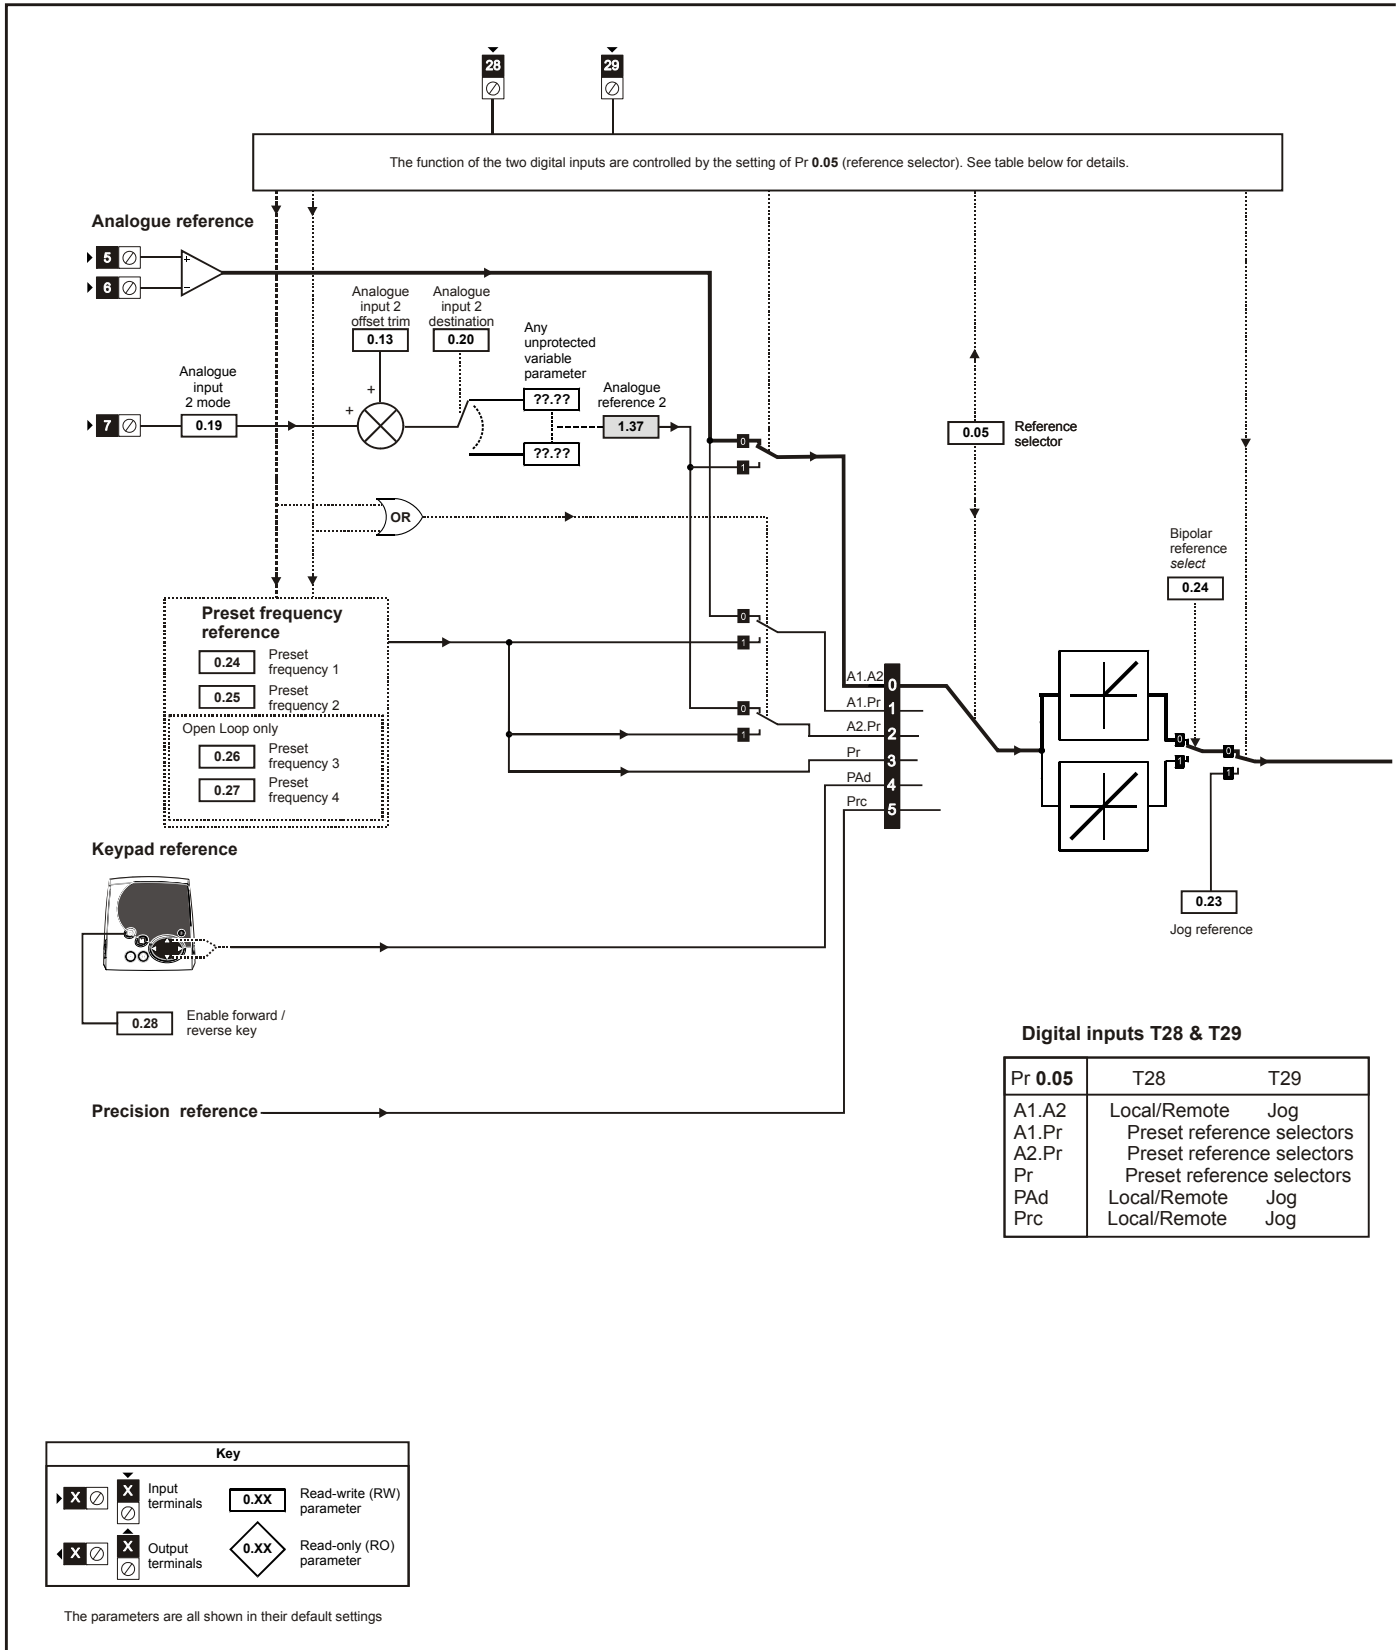 28
29
The function of the two digital inputs are controlled by the setting of Pr 0.05 (reference selector). See table below for details.
Analogue reference
5
6
+
−
Analogue
input 2
offset trim
0.13
Analogue
input 2
destination
0.20
Any
unprotected
variable
parameter
??.??
??.??
Analogue
reference 2
1.37
Analogue
input
2 mode
7
0.19
+
+
0
1
0.05
Reference
selector
OR
Bipolar
reference
select
0.24
Preset frequency
reference
0.24
Preset
frequency 1
0.25
Preset
frequency 2
Open Loop only
0.26
Preset
frequency 3
0.27
Preset
frequency 4
0
1
0
1
A1.A2
0
A1.Pr
1
A2.Pr
2
Pr
3
PAd
4
Prc
5
0
1
0
1
0.23
Jog reference
Keypad reference
0.28
Enable forward /
reverse key
Precision reference
Digital inputs T28 & T29
Pr 0.05 T28 T29
A1.A2 Local/Remote Jog
A1.Pr Preset reference selectors
A2.Pr Preset reference selectors
Pr Preset reference selectors
PAd Local/Remote Jog
Prc Local/Remote Jog
Key
X
X
Input
terminals
0.XX
Read-write (RW)
parameter
X
X
Output
terminals
0.XX
Read-only (RO)
parameter
The parameters are all shown in their default settings